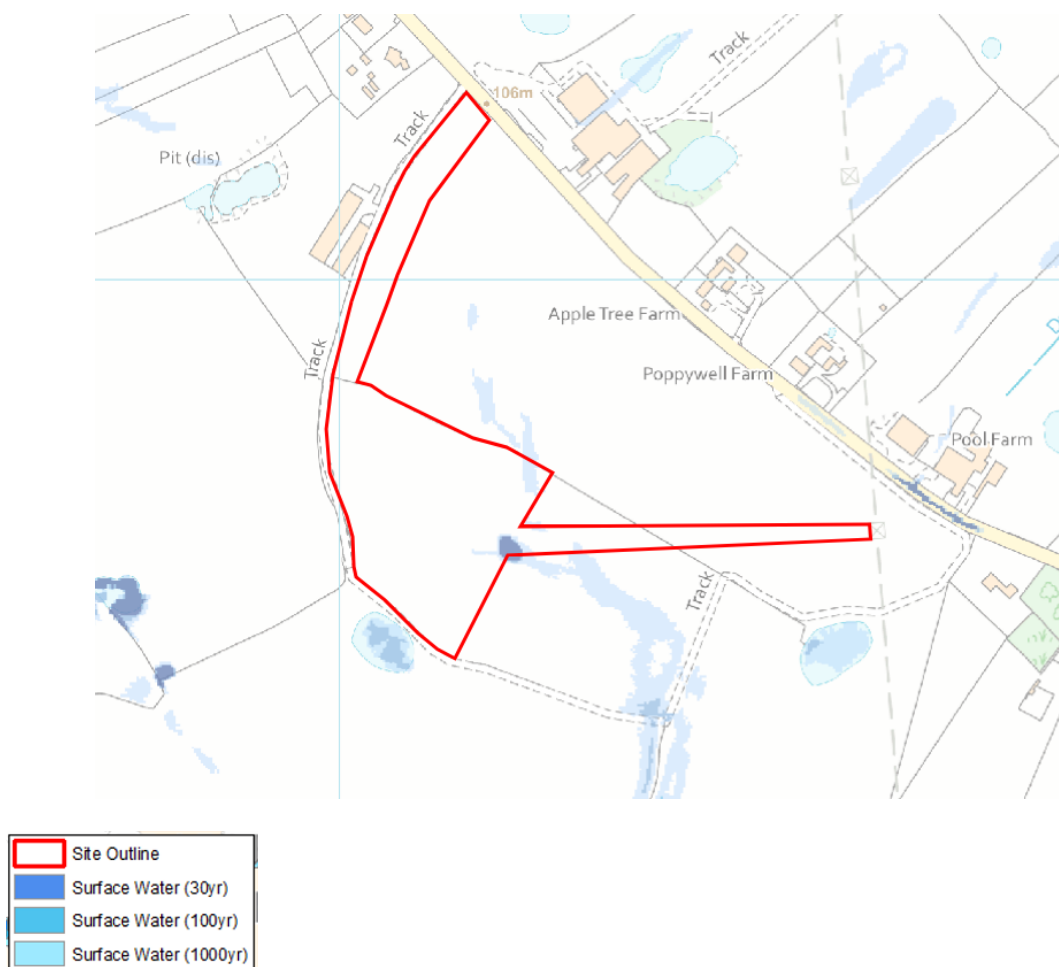 106m
Track
Track
Pit (dis)
Apple Tree Farm
Track
Poppywell Farm
Pool Farm
Track
Site Outline
Surface Water (30yr)
Surface Water (100yr)
Surface Water (1000yr)